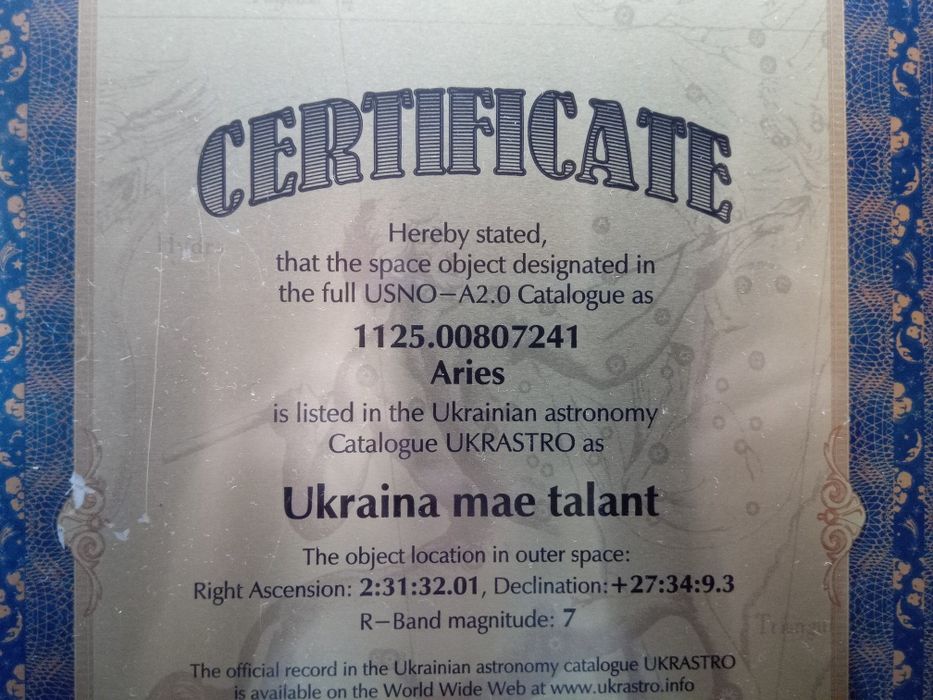 CERTIFICATE
Hereby stated,
that the space object designated in
the full USNO−A2.0 Catalogue as
1125.00807241
Aries
is listed in the Ukrainian astronomy
Catalogue UKRASTRO as
Ukraina mae talant
The object location in outer space:
Right Ascension: 2:31:32.01, Declination:+27:34:9.3
R−Band magnitude: 7
The official record in the Ukrainian astronomy catalogue UKRASTRO
is available on the World Wide Web at www.ukrastro.info